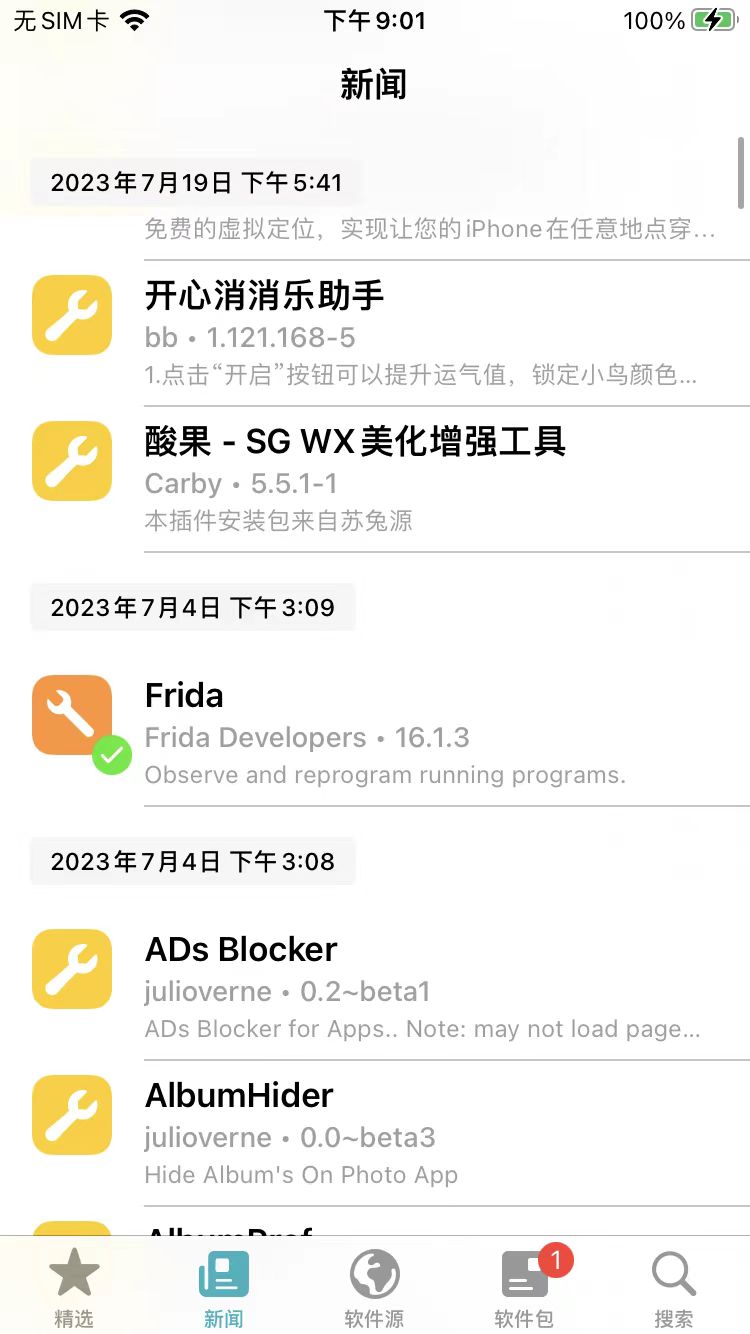 无SIM卡 下午9:01 100%
新闻
2023年7月19日 下午5:41
免费的虚拟定位，实现让您的iPhone在任意地点穿...
开心消消乐助手
bb • 1.121.168-5
1.点击“开启”按钮可以提升运气值，锁定小鸟颜色...
酸果 - SG WX美化增强工具
Carby • 5.5.1-1
本插件安装包来自苏兔源
2023年7月4日 下午3:09
Frida
Frida Developers • 16.1.3
Observe and reprogram running programs.
2023年7月4日 下午3:08
ADs Blocker
julioverne • 0.2~beta1
ADs Blocker for Apps.. Note: may not load page...
AlbumHider
julioverne • 0.0~beta3
Hide Album's On Photo App
1
精选 新闻 软件源 软件包 搜索